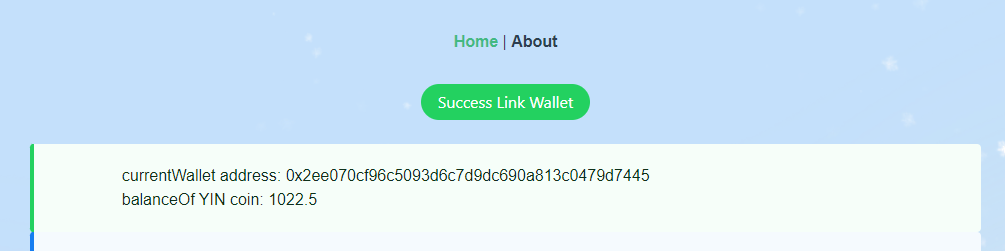 Home | About
Success Link Wallet
currentWallet address: 0x2ee070cf96c5093d6c7d9dc690a813c0479d7445
balanceOf YIN coin: 1022.5